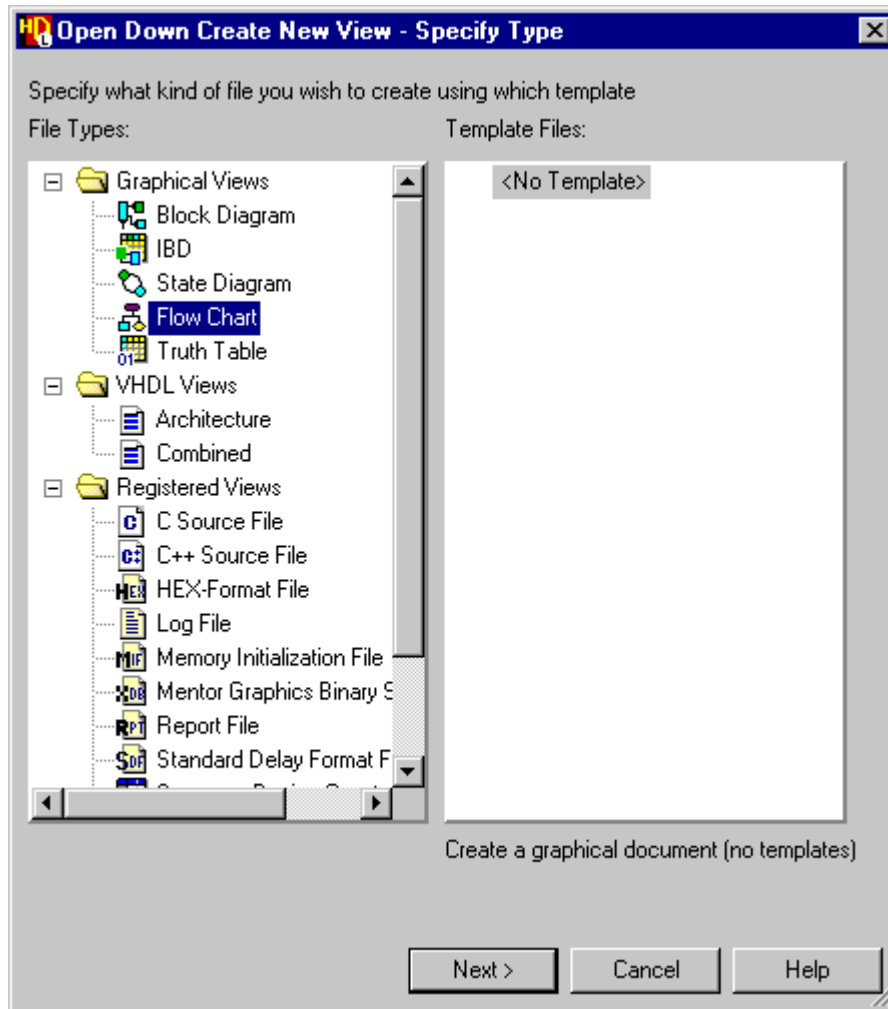 Open Down Create New View - Specify Type
Specify what kind of file you wish to create using which template
File Types:
Template Files:
Graphical Views
Block Diagram
IBD
State Diagram
Flow Chart
Truth Table
VHDL Views
Architecture
Combined
Registered Views
C Source File
C++ Source File
HEX-Format File
Log File
Memory Initialization File
Mentor Graphics Binary S
Report File
Standard Delay Format F
<No Template>
Create a graphical document (no templates)
Next >
Cancel
Help